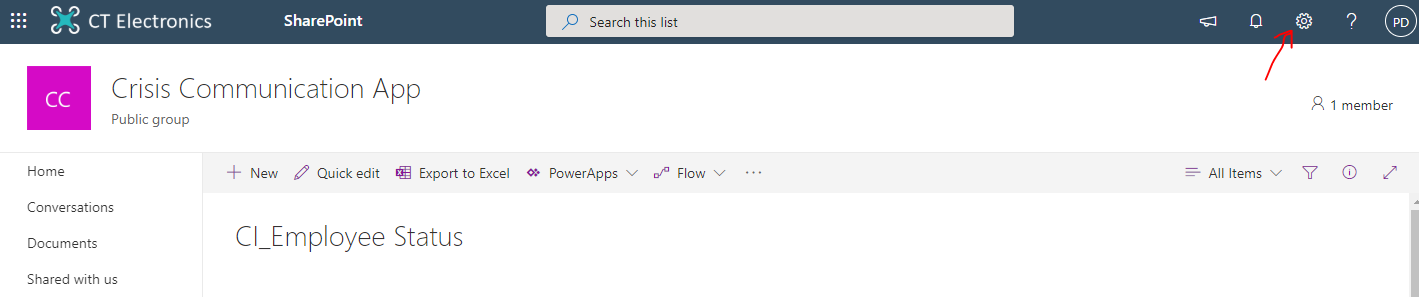 CT Electronics SharePoint Search this list PD
CC
Crisis Communication App
Public group
1 member
Home
Conversations
Documents
Shared with us
New Quick edit Export to Excel PowerApps Flow ... All Items
CI_Employee Status